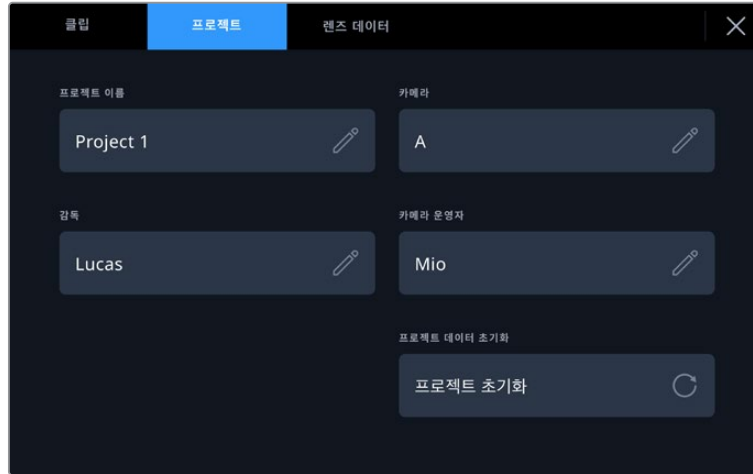 클립
프로젝트
렌즈 데이터
프로젝트 이름
카메라
Project 1
A
감독
카메라 운영자
Lucas
Mio
프로젝트 데이터 초기화
프로젝트 초기화